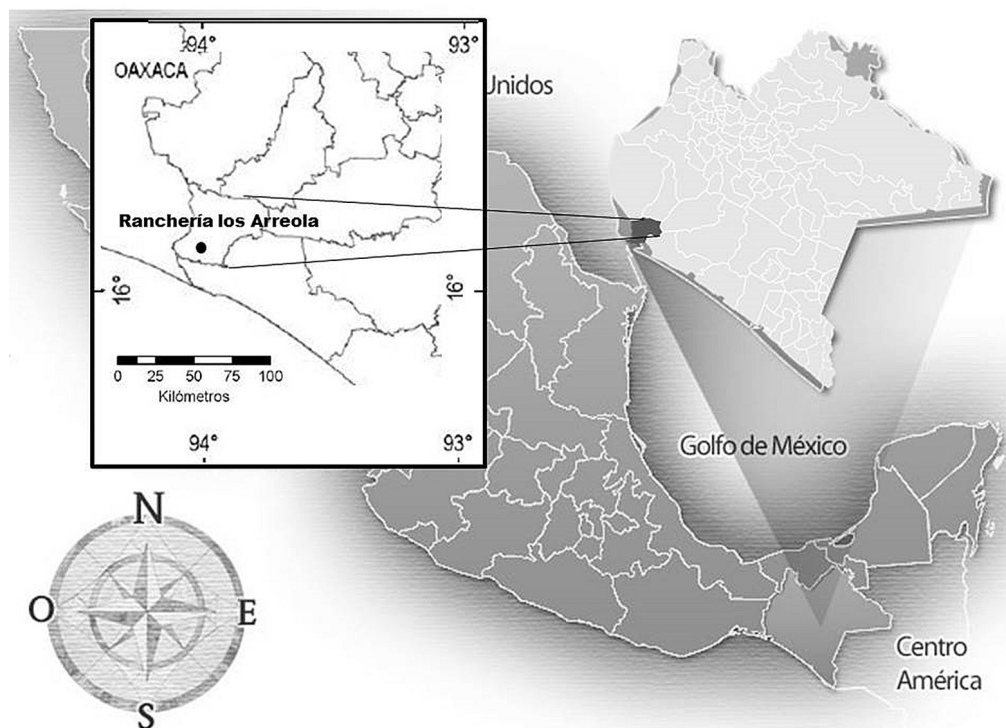 94°
93°
OAXACA
Unidos
Ranchería los Arreola
16°
16°
0 25 50 75 100
Kilómetros
94°
93°
Golfo de México
N
O
E
S
Centro
América